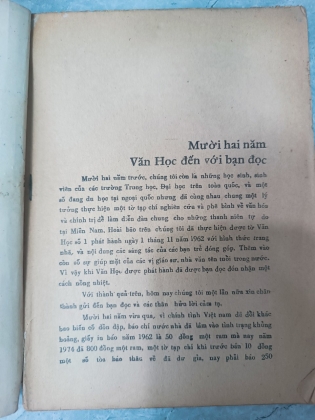 Mười hai năm
Văn Học đến với bạn đọc
Mười hai năm trước, chúng tôi còn là những học sinh, sinh
viên của các trường Trung học, Đại học trên toàn quốc, và một
số đang du học tại ngoại quốc nhưng đã cùng nhau chung một lý
tưởng thực hiện một tờ tạp chí nghiên cứu và phê bình về văn hóa
và chính trị để làm diễn đàn chung cho những thanh niên tự do
tại Miền Nam. Hoài bão trên chúng tôi đã thực hiện được tờ Văn
Học số 1 phát hành ngày 1 tháng 11 năm 1962 với hình thức trang
nhã, và nội dung các sáng tác của các bạn trẻ đóng góp. Thêm vào
còn số sự giúp mặt của các vị giáo sư, nhà văn tên tuổi trong nước.
Vì vậy khi Văn Học được phát hành đã được bạn đọc đón nhận một
cách nồng nhiệt.
Với thành quả trên, hôm nay chúng tôi một lần nữa xin chân
thành gửi đến bạn đọc và các thân hữu lời cảm tạ.
Mười hai năm vừa qua, vì chính tình Việt Nam đã đổi khác
bao biến cố dồn dập, báo chí nước nhà đã lâm vào tình trạng khủng
hoảng, giấy in báo năm 1962 là 50 đồng một ram mà nay năm
1974 đã 800 đồng một ram, một tờ tạp chí khi trước bán 10 đồng
một số tòa báo thâu sẽ đã dư gia, nay phải bán 250